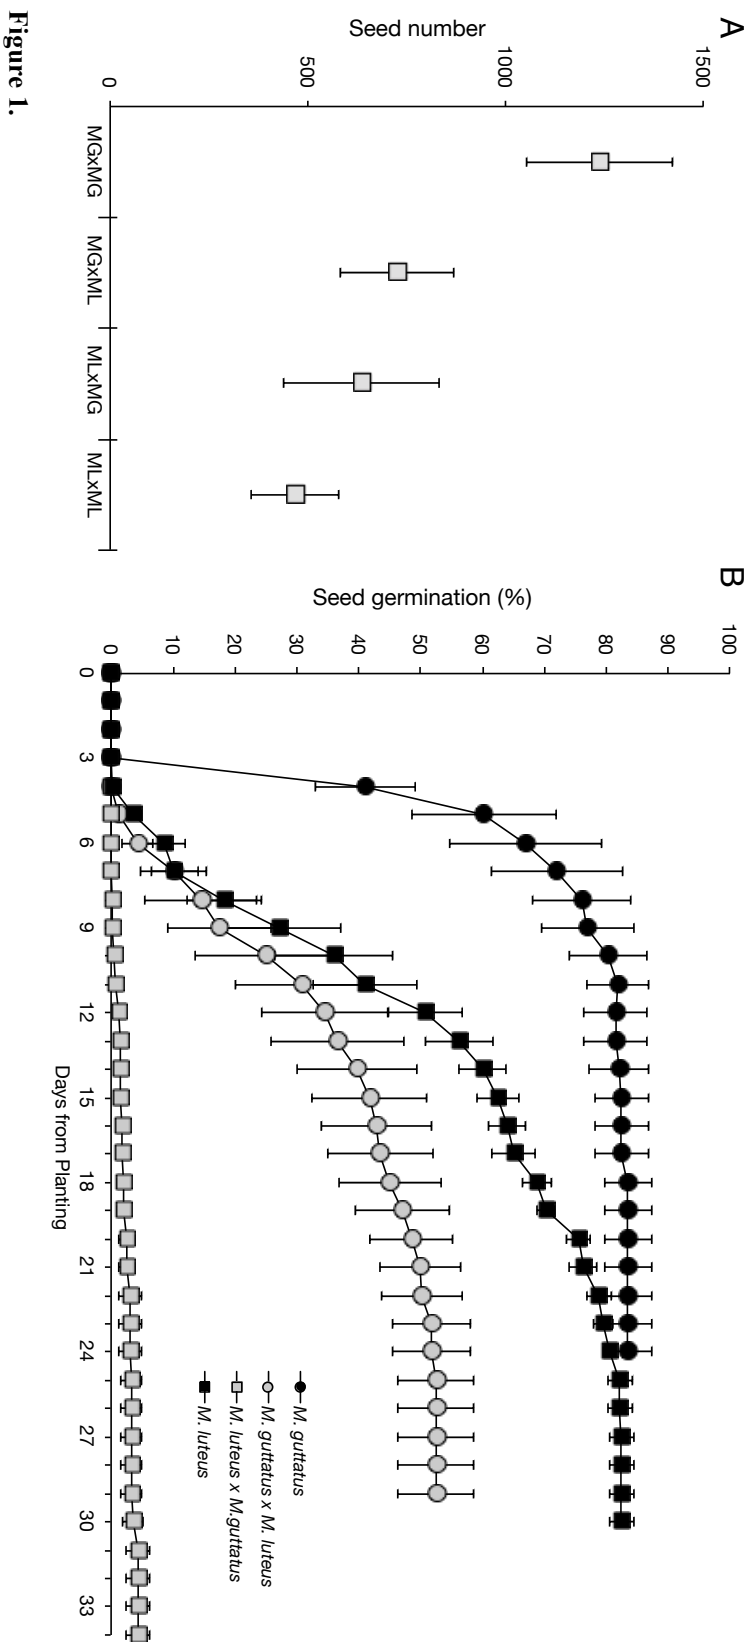 A
Seed number
1500
1000
500
0
MGxMG
MGxML
MLxMG
MLxML
B
Seed germination (%)
100
90
80
70
60
50
40
30
20
10
0
0 3 6 9 12 15 18 21 24 27 30 33
Days from Planting
M. guttatus
M. guttatus x M. luteus
M. luteus x M.guttatus
M. luteus
Figure 1.